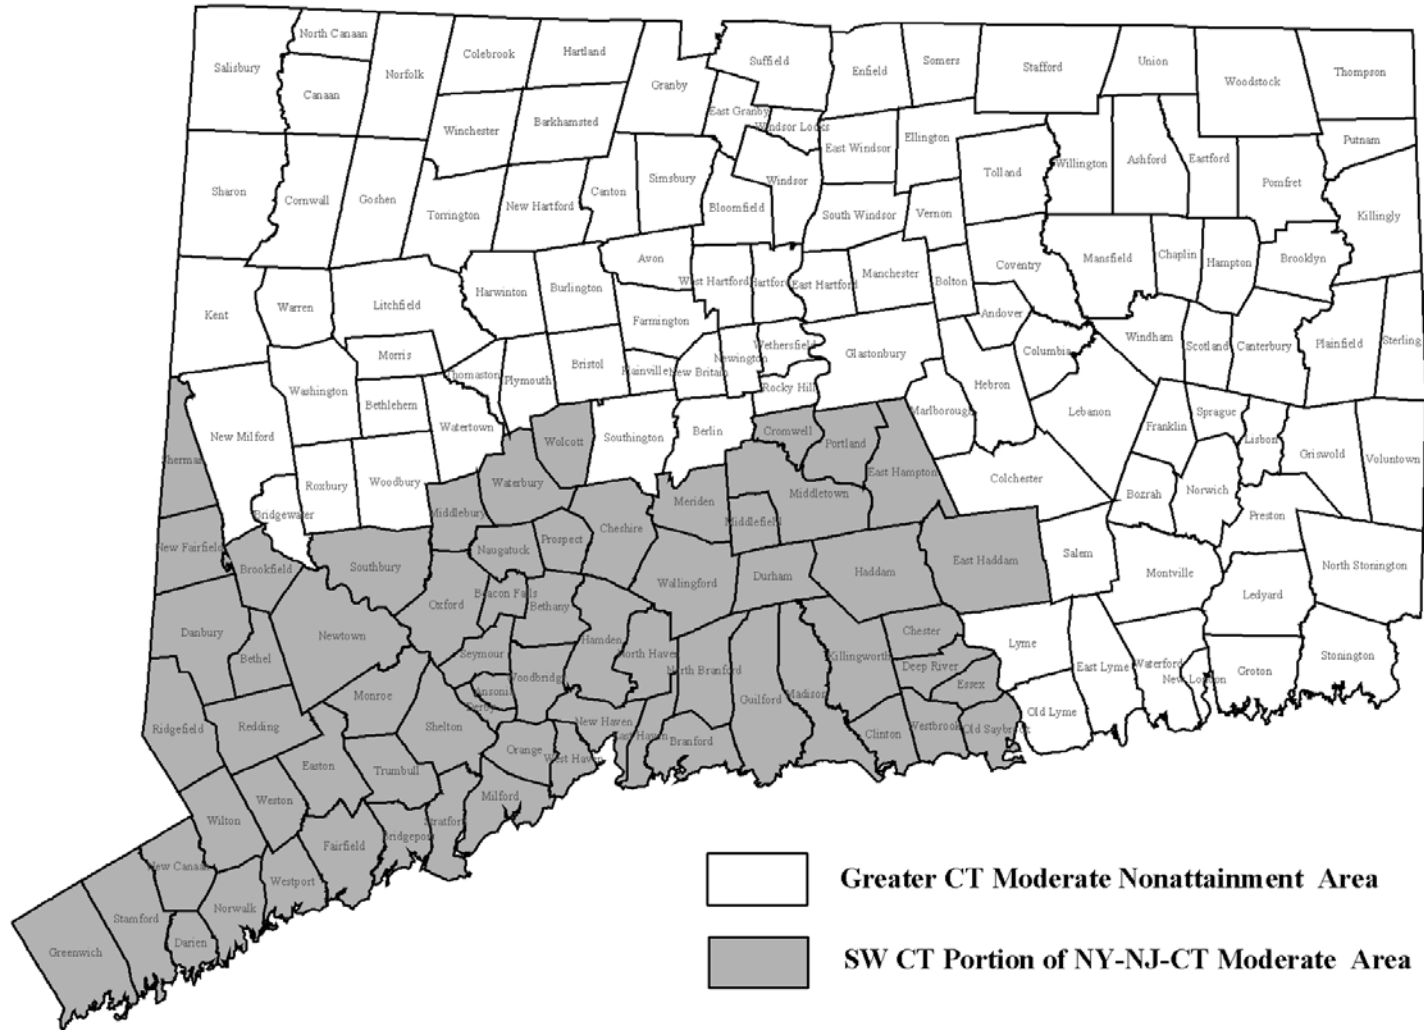 North Canaan
Salisbury
Canaan
Norfolk
Colebrook
Hartland
Granby
Suffield
Enfield
Somers
Stafford
Union
Woodstock
Thompson
Winchester
Barkhamsted
East Granby
Windsor Locks
East Windsor
Ellington
Tolland
Willington
Ashford
Eastford
Putnam
Pomfret
Killingly
Sharon
Cornwall
Goshen
Torrington
New Hartford
Canton
Simsbury
Bloomfield
Windsor
South Windsor
Vernon
Kent
Warren
Litchfield
Harwinton
Burlington
Avon
West Hartford
Hartford
East Hartford
Manchester
Bolton
Coventry
Mansfield
Chaplin
Hampton
Brooklyn
Andover
Columbia
Windham
Scotland
Canterbury
Plainfield
Sterling
Morris
Washington
Bethlehem
Thomaston
Plymouth
Bristol
Farmington
Plainville
New Britain
Newington
Wethersfield
Rocky Hill
Glastonbury
Hebron
Marlborough
Lebanon
Franklin
Sprague
Lisbon
Griswold
Voluntown
New Milford
Watertown
Wolcott
Southington
Berlin
Cromwell
Portland
East Hampton
Colchester
Bozrah
Norwich
Preston
Sherman
Bridgewater
Roxbury
Woodbury
Waterbury
Middlebury
Cheshire
Meriden
Middletown
Middlefield
New Fairfield
Brookfield
Southbury
Naugatuck
Prospect
Wallingford
Durham
Haddam
East Haddam
Salem
Montville
North Stonington
Ledyard
Danbury
Bethel
Newtown
Oxford
Beacon Falls
Bethany
Hamden
North Haven
Seymour
Woodbridge
Ansonia
Derby
North Branford
Guilford
Madison
Killingworth
Chester
Deep River
Essex
Lyme
East Lyme
Waterford
New London
Groton
Stonington
Old Lyme
Ridgefield
Redding
Monroe
Shelton
Orange
New Haven
East Haven
West Haven
Branford
Clinton
Westbrook
Old Saybrook
Easton
Trumbull
Milford
Weston
Wilton
Fairfield
Bridgeport
Stratford
New Canaan
Westport
Norwalk
Stamford
Darien
Greenwich
Greater CT Moderate Nonattainment Area
SW CT Portion of NY-NJ-CT Moderate Area